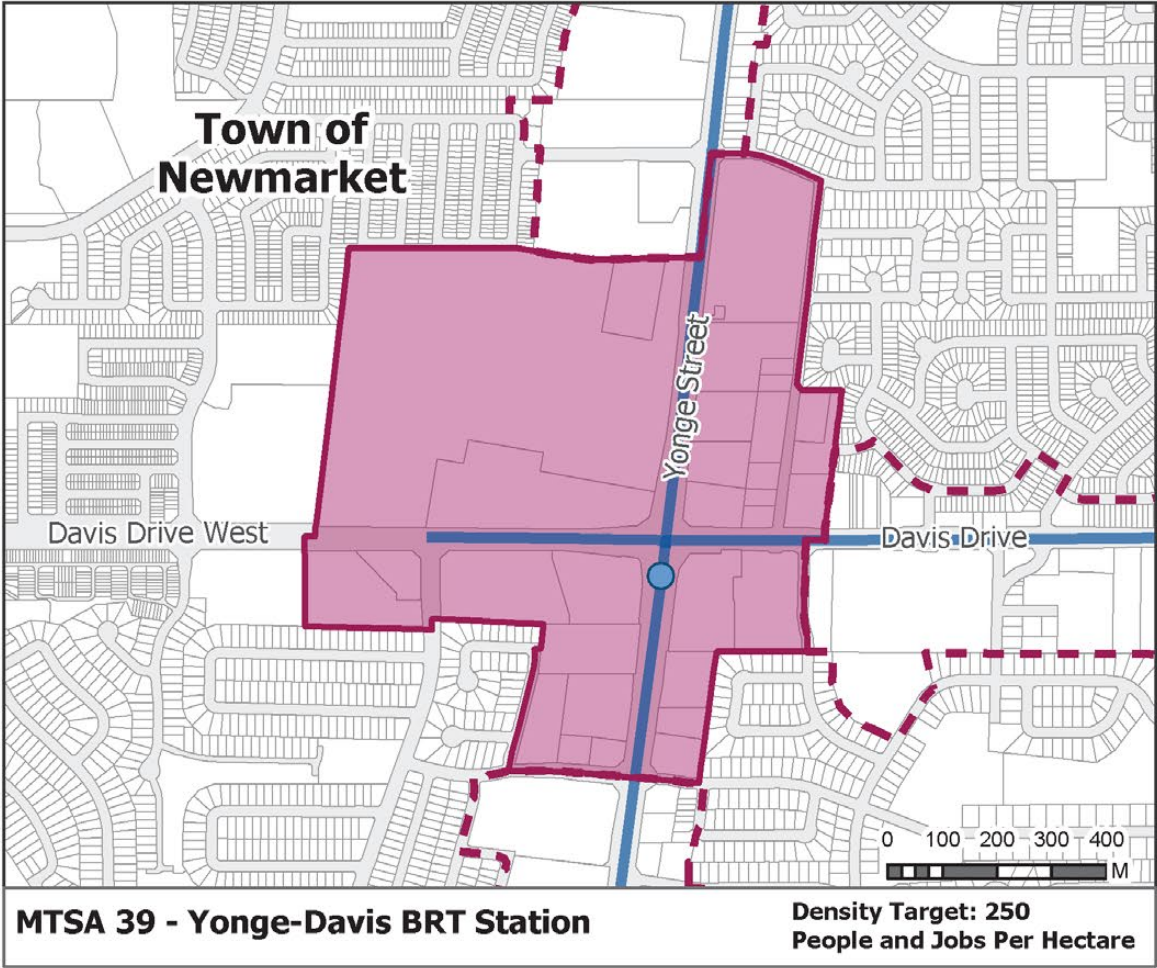 Town of
Newmarket
Yonge Street
Davis Drive West
Davis Drive
0 100 200 300 400
M
MTSA 39 - Yonge-Davis BRT Station
Density Target: 250
People and Jobs Per Hectare